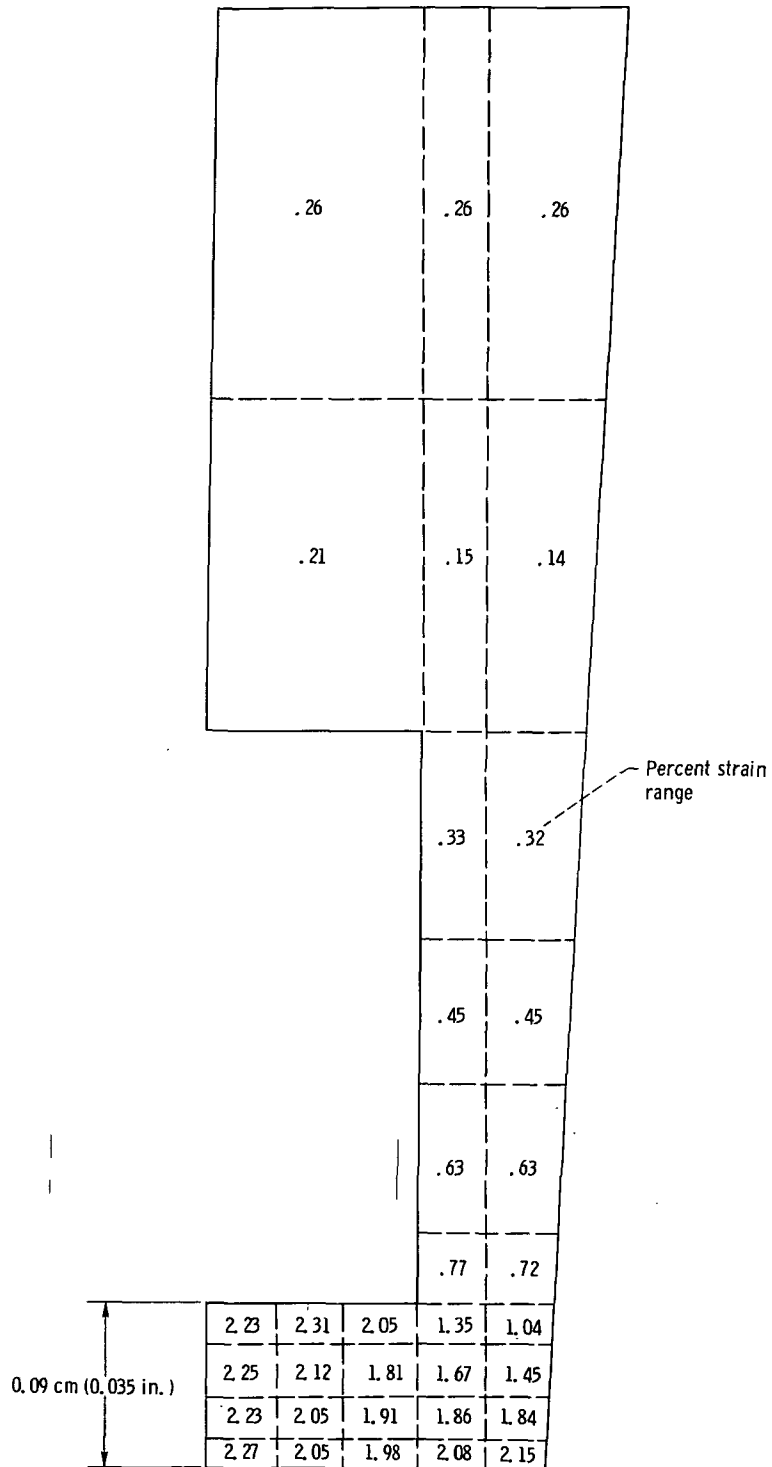 .26 .26 .26
.21 .15 .14
Percent strain
range
.33 .32
.45 .45
.63 .63
.77 .72
2.23 2.31 2.05 1.35 1.04
2.25 2.12 1.81 1.67 1.45
0.09 cm (0.035 in.)
2.23 2.05 1.91 1.86 1.84
2.27 2.05 1.98 2.08 2.15